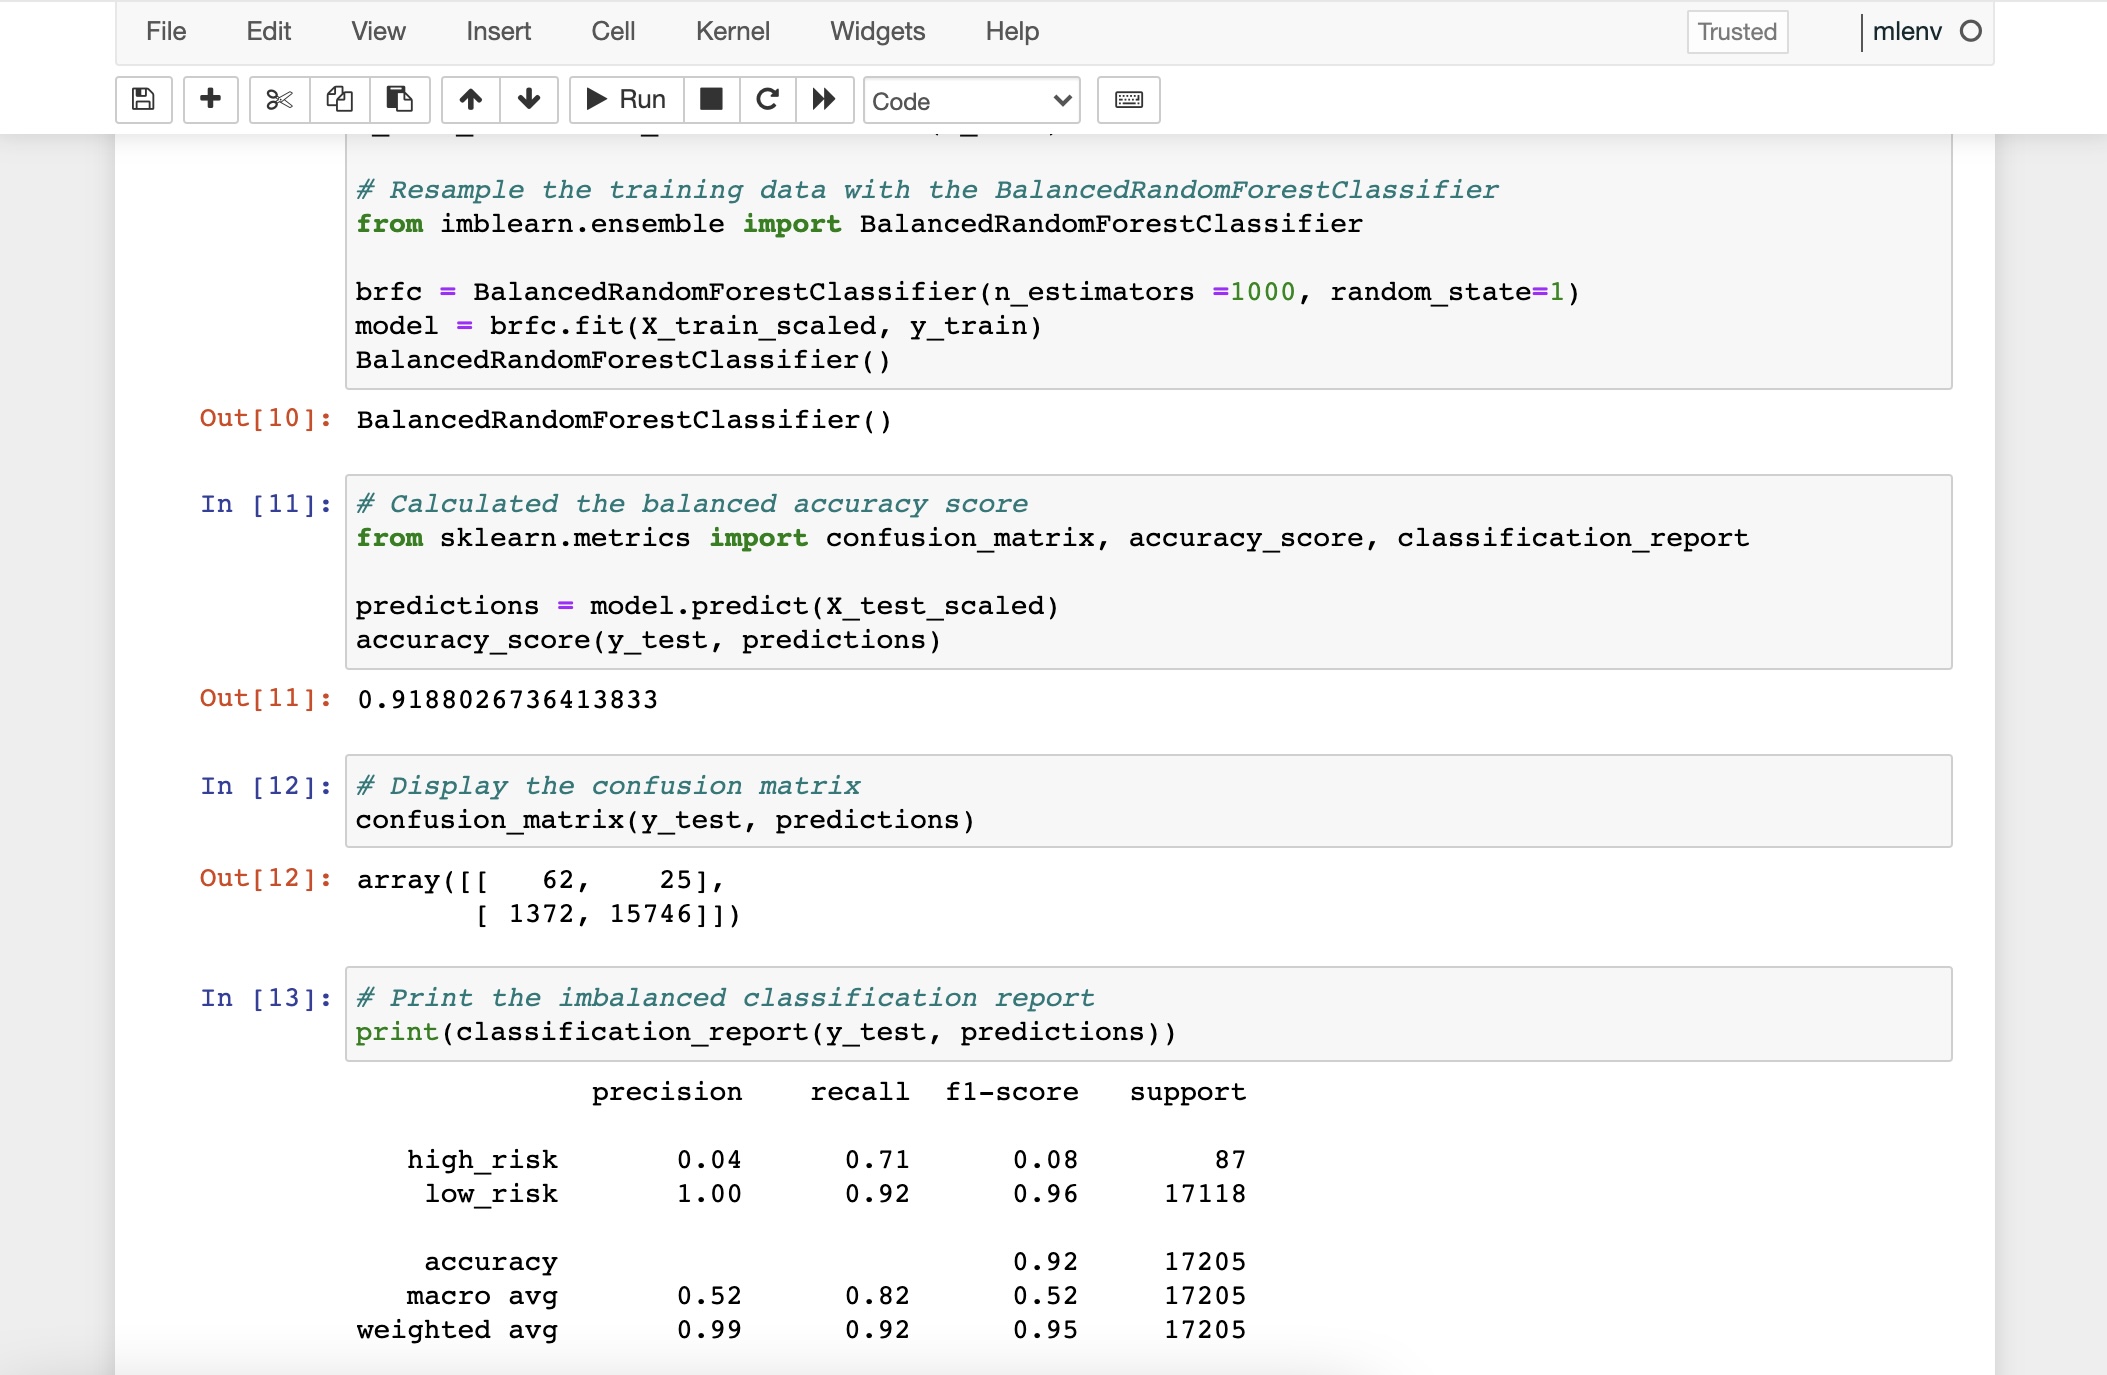 File Edit View Insert Cell Kernel Widgets Help Trusted mlenv
Run Code
# Resample the training data with the BalancedRandomForestClassifier
from imblearn.ensemble import BalancedRandomForestClassifier
brfc = BalancedRandomForestClassifier(n_estimators =1000, random_state=1)
model = brfc.fit(X_train_scaled, y_train)
BalancedRandomForestClassifier()
Out[10]: BalancedRandomForestClassifier()
In [11]: # Calculated the balanced accuracy score
from sklearn.metrics import confusion_matrix, accuracy_score, classification_report
predictions = model.predict(X_test_scaled)
accuracy_score(y_test, predictions)
Out[11]: 0.9188026736413833
In [12]: # Display the confusion matrix
confusion_matrix(y_test, predictions)
Out[12]: array([[   62,    25],
[ 1372, 15746]])
In [13]: # Print the imbalanced classification report
print(classification_report(y_test, predictions))
precision recall f1-score support
high_risk 0.04 0.71 0.08 87
low_risk 1.00 0.92 0.96 17118
accuracy 0.92 17205
macro avg 0.52 0.82 0.52 17205
weighted avg 0.99 0.92 0.95 17205